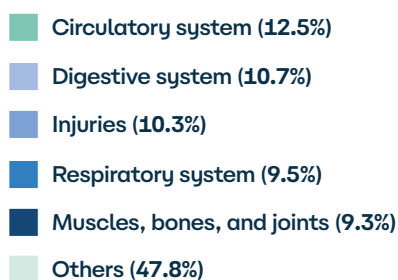 Circulatory system (12.5%)
Digestive system (10.7%)
Injuries (10.3%)
Respiratory system (9.5%)
Muscles, bones, and joints (9.3%)
Others (47.8%)